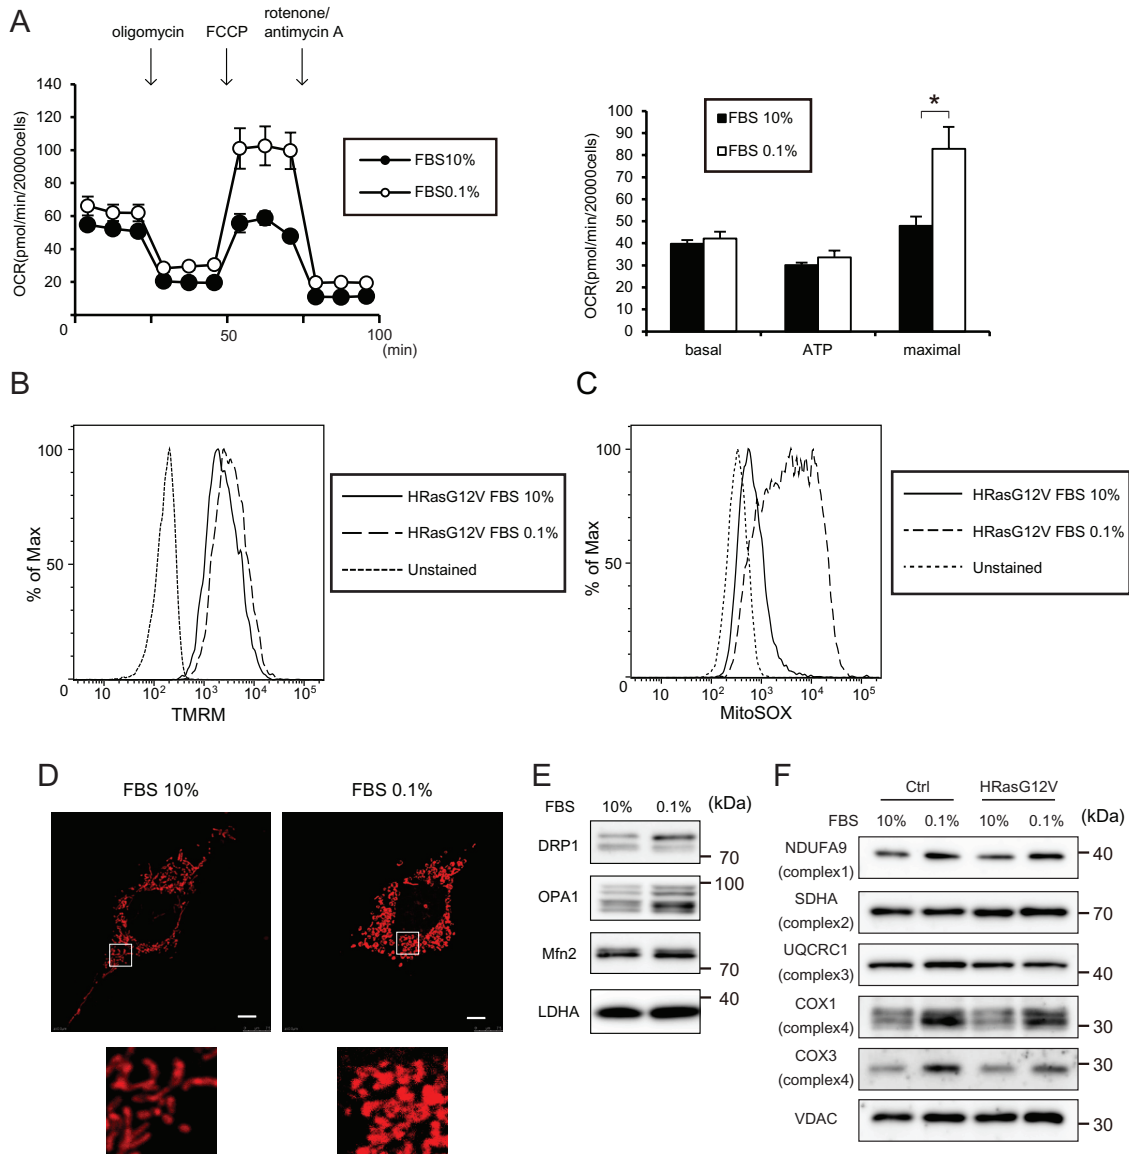 A
oligomycin
FCCP
rotenone/
antimycin A
OCR(pmol/min/20000cells)
140
120
100
80
60
40
20
0
50
100
(min)
FBS10%
FBS0.1%
OCR(pmol/min/20000cells)
100
90
80
70
60
50
40
30
20
10
0
FBS 10%
FBS 0.1%
*
basal
ATP
maximal
B
% of Max
100
50
0
10
10²
10³
10⁴
10⁵
TMRM
HRasG12V FBS 10%
HRasG12V FBS 0.1%
Unstained
C
% of Max
100
50
0
10
10²
10³
10⁴
10⁵
MitoSOX
HRasG12V FBS 10%
HRasG12V FBS 0.1%
Unstained
D
FBS 10%
FBS 0.1%
E
FBS 10% 0.1% (kDa)
DRP1
70
100
OPA1
Mfn2
70
40
LDHA
F
Ctrl HRasG12V
FBS 10% 0.1% 10% 0.1% (kDa)
NDUFA9
(complex1)
40
SDHA
(complex2)
70
UQCRC1
(complex3)
40
COX1
(complex4)
30
COX3
(complex4)
30
VDAC
30